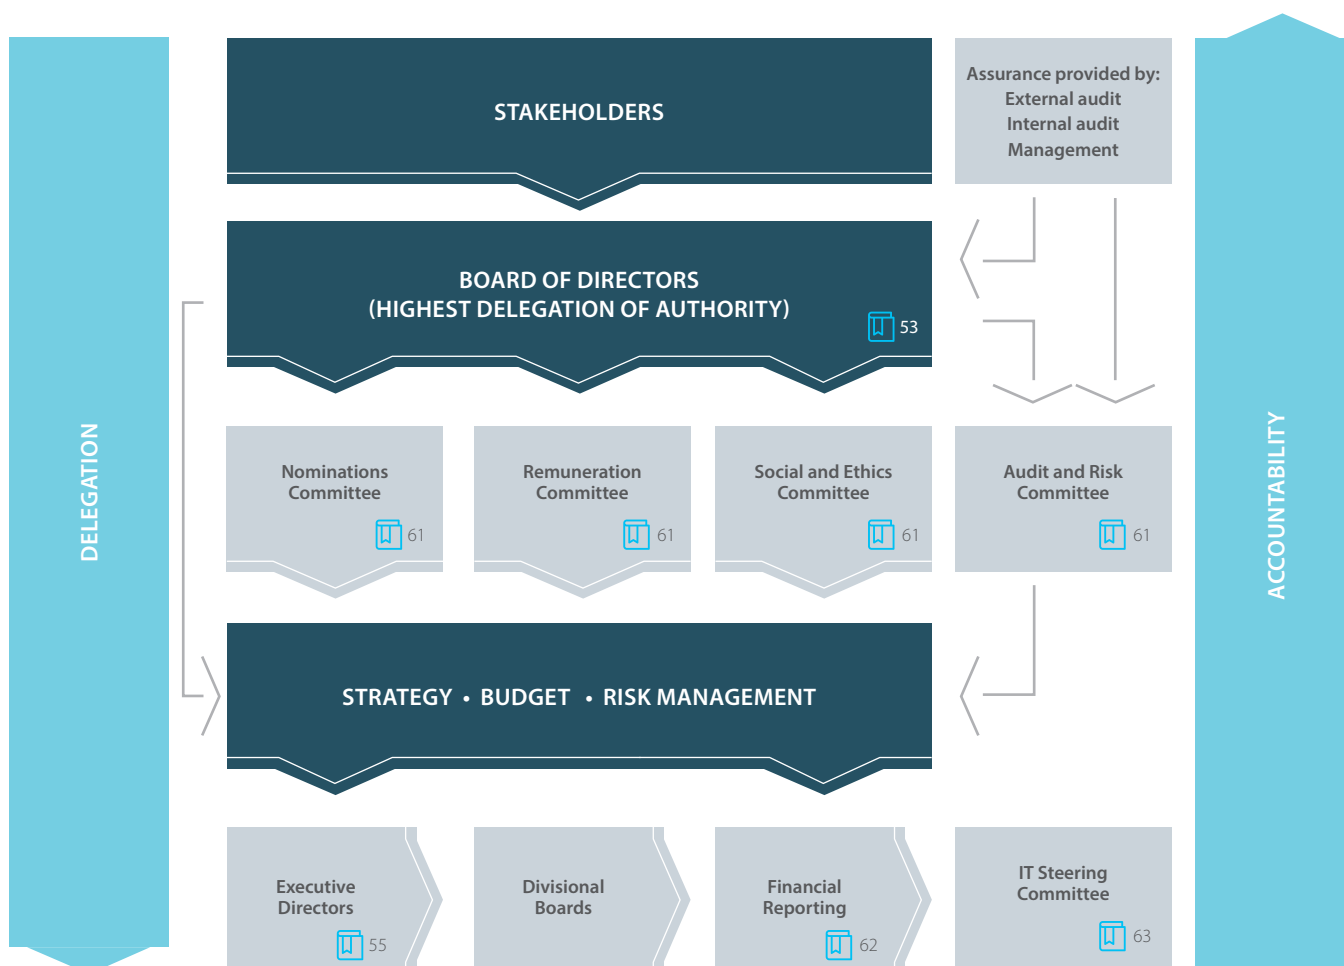 STAKEHOLDERS
Assurance provided by:
External audit
Internal audit
Management
BOARD OF DIRECTORS
(HIGHEST DELEGATION OF AUTHORITY)
53
DELEGATION
ACCOUNTABILITY
Nominations
Committee
61
Remuneration
Committee
61
Social and Ethics
Committee
61
Audit and Risk
Committee
61
STRATEGY • BUDGET • RISK MANAGEMENT
Executive
Directors
55
Divisional
Boards
Financial
Reporting
62
IT Steering
Committee
63